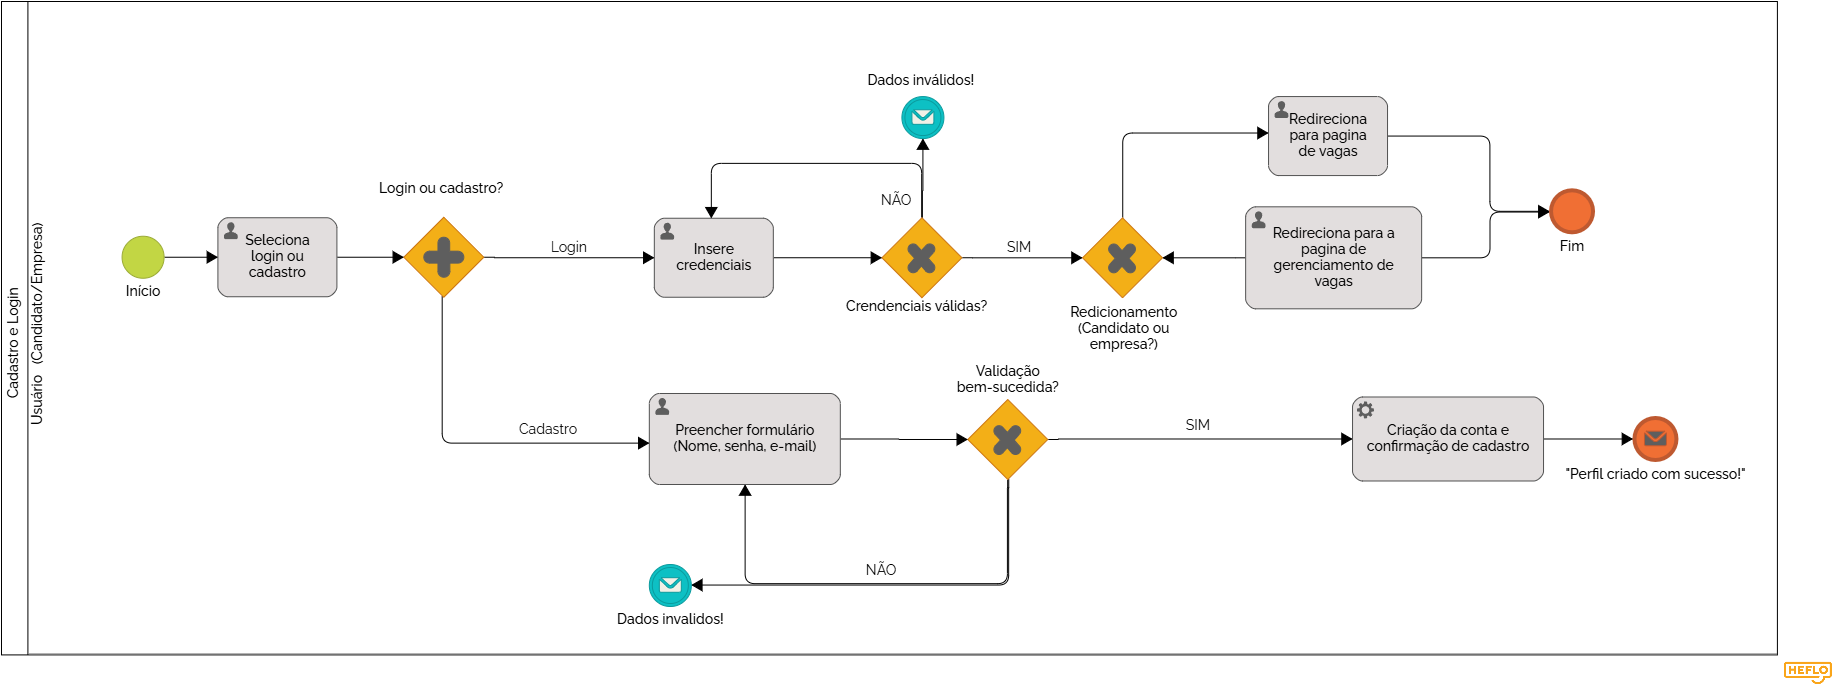 Cadastro e Login
Usuário (Candidato/Empresa)
Início
Seleciona
login ou
cadastro
Login ou cadastro?
Login
Insere
credenciais
Dados inválidos!
NÃO
Crendenciais válidas?
SIM
Redicionamento
(Candidato ou
empresa?)
Redireciona
para pagina
de vagas
Redireciona para a
pagina de
gerenciamento de
vagas
Fim
Cadastro
Preencher formulário
(Nome, senha, e-mail)
Validação
bem-sucedida?
SIM
Criação da conta e
confirmação de cadastro
"Perfil criado com sucesso!"
NÃO
Dados invalidos!
HEFLO